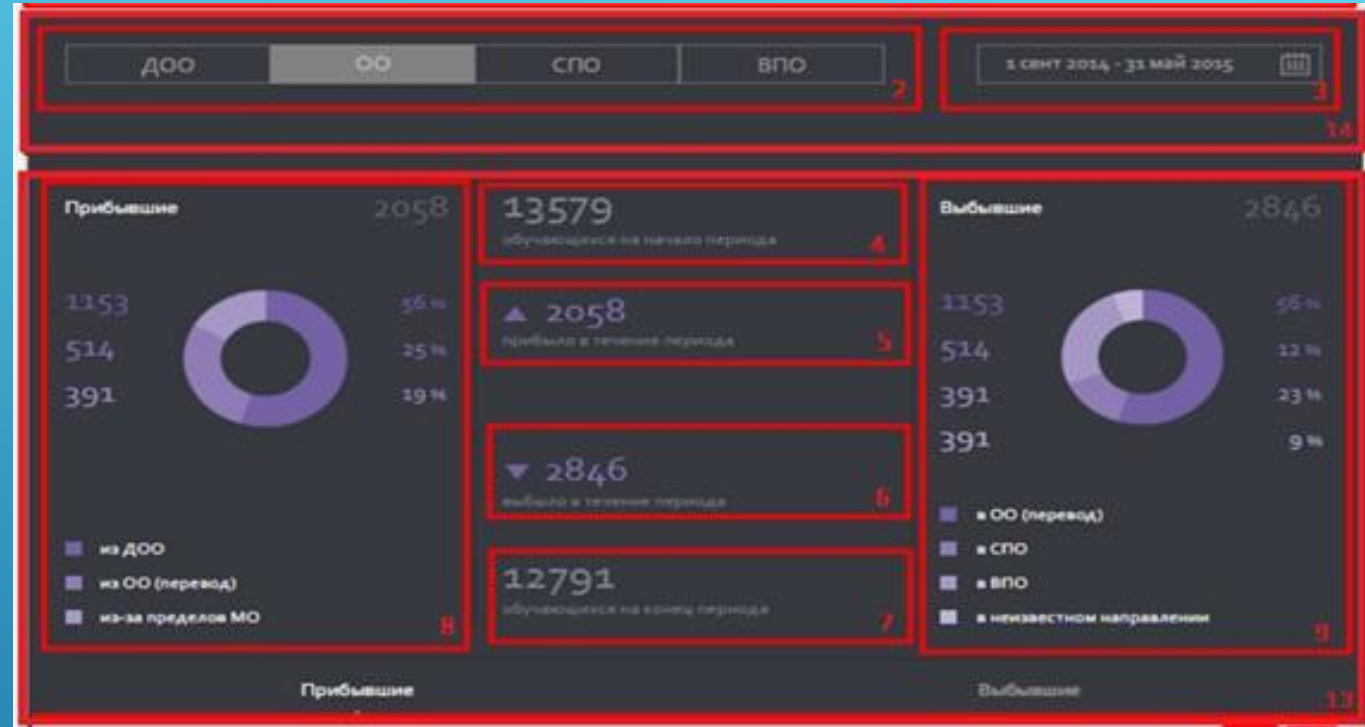 ДОО ОО СПО ВПО
2
1 сент 2014 - 31 май 2015
3
14
Прибывшие 2058
1153 56 %
514 25 %
391 19 %
из ДОО
из ОО (перевод)
из-за пределов МО
8
13579
обучающихся на начало периода
4
2058
прибыло в течение периода
5
2846
выбыло в течение периода
6
12791
обучающихся на конец периода
7
Выбывшие 2846
1153 56 %
514 12 %
391 23 %
391 9 %
в ОО (перевод)
в СПО
в ВПО
в неизвестном направлении
9
Прибывшие Выбывшие
13